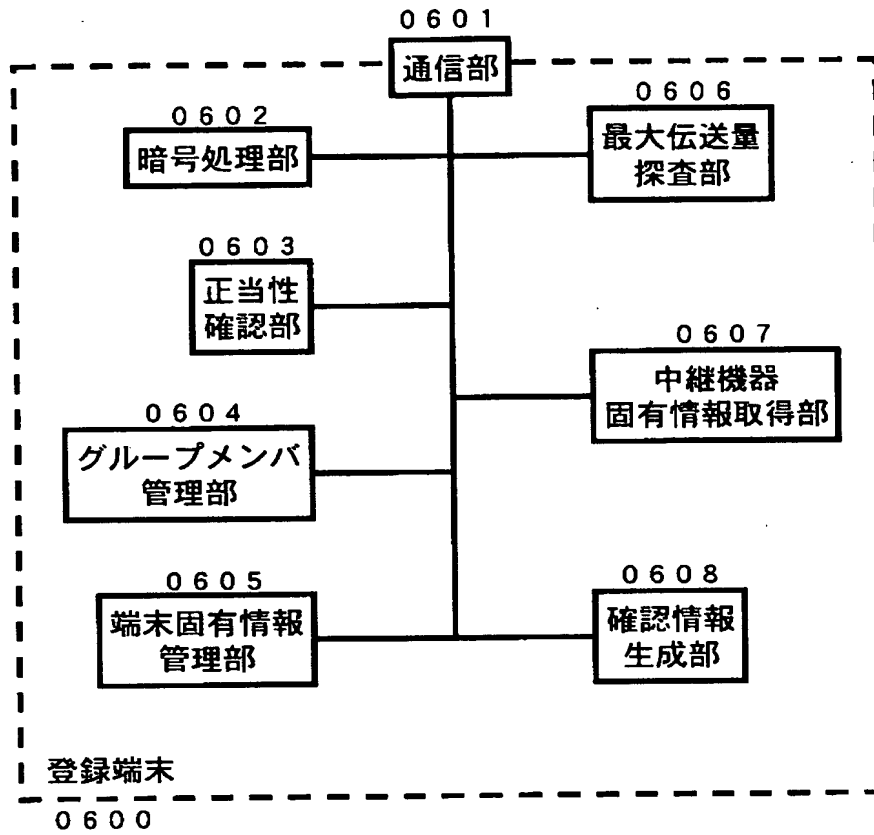 0601
通信部
0602
暗号処理部
0606
最大伝送量
探査部
0603
正当性
確認部
0607
中継機器
固有情報取得部
0604
グループメンバ
管理部
0605
端末固有情報
管理部
0608
確認情報
生成部
登録端末
0600